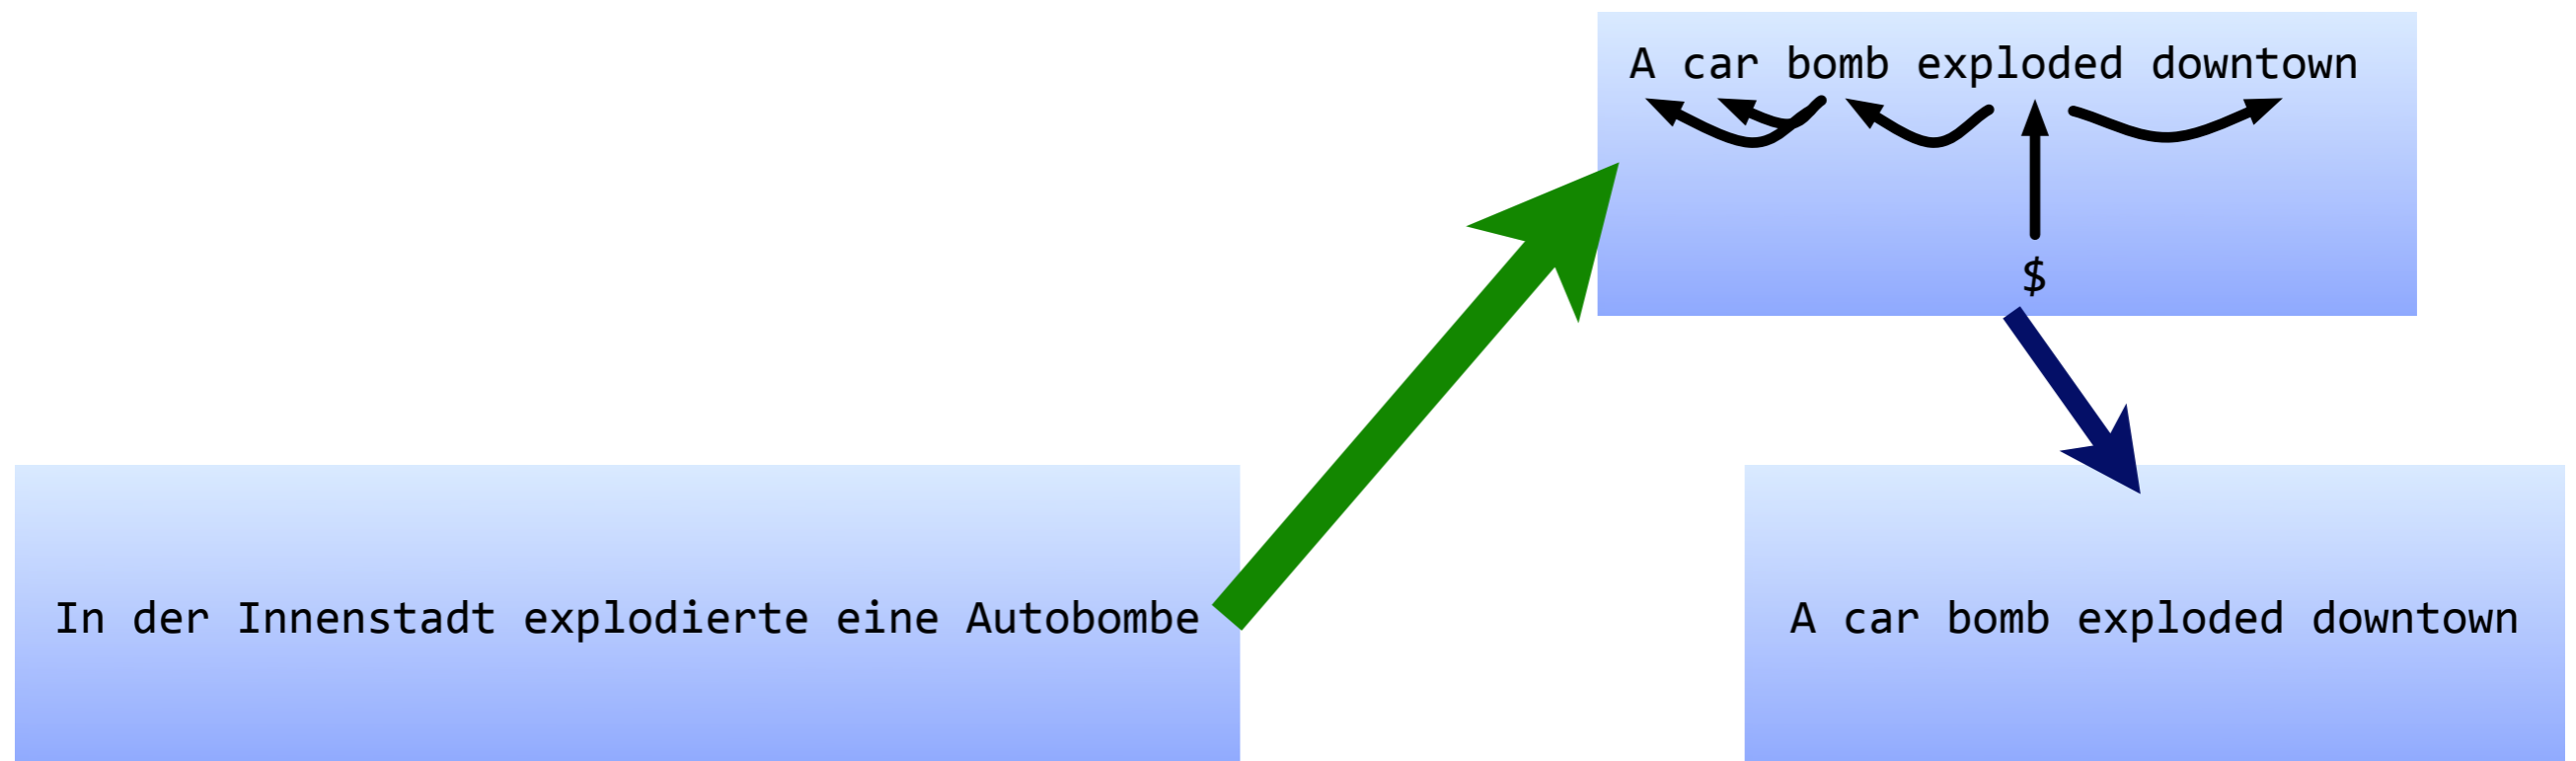 A car bomb exploded downtown
$
In der Innenstadt explodierte eine Autobombe
A car bomb exploded downtown